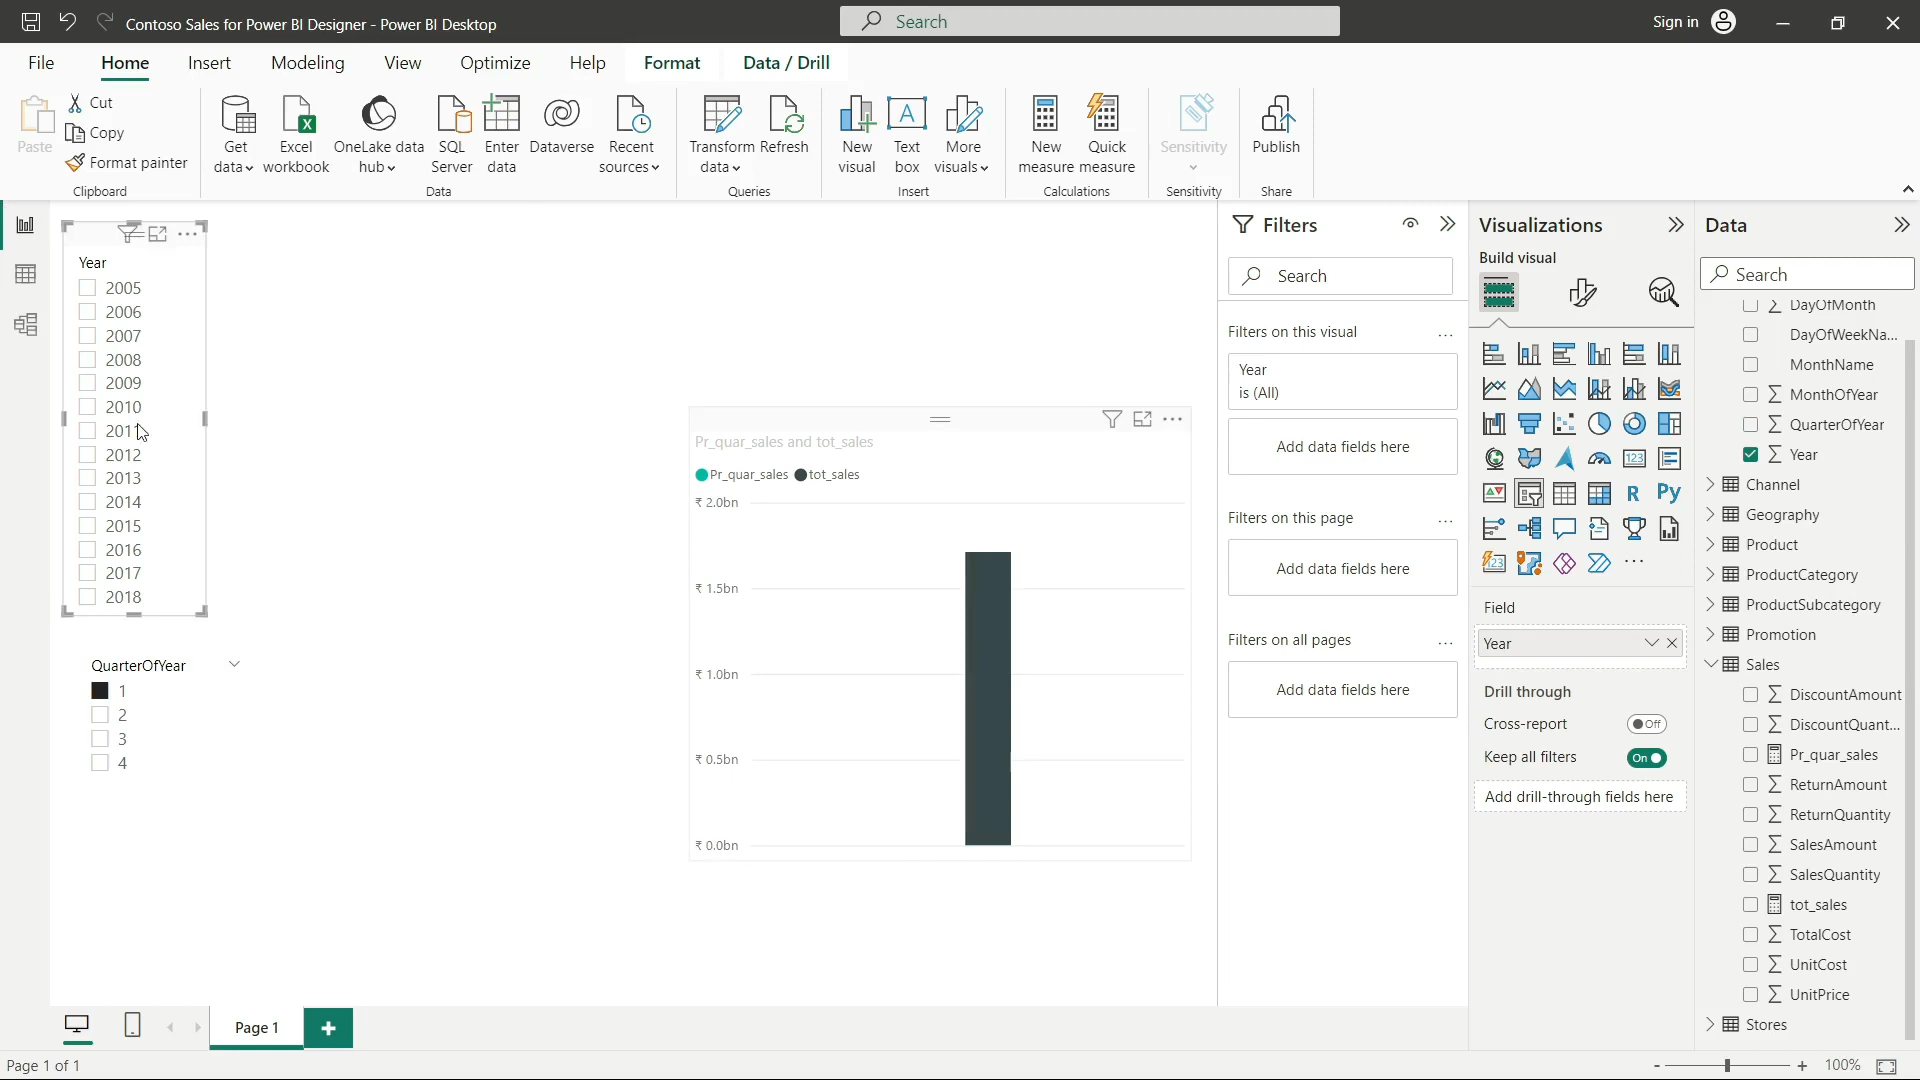 Contoso Sales for Power BI Designer - Power BI Desktop
Search
Sign in
File
Home
Insert
Modeling
View
Optimize
Help
Format
Data / Drill
Paste
Cut
Copy
Format painter
Clipboard
Get data
Excel workbook
OneLake data hub
SQL Server
Enter data
Dataverse
Recent sources
Data
Transform data
Refresh
Queries
New visual
Text box
More visuals
Insert
New measure
Quick measure
Calculations
Sensitivity
Sensitivity
Publish
Share
Year
2005
2006
2007
2008
2009
2010
2011
2012
2013
2014
2015
2016
2017
2018
QuarterOfYear
1
2
3
4
Pr_quar_sales and tot_sales
Pr_quar_sales tot_sales
₹ 2.0bn
₹ 1.5bn
₹ 1.0bn
₹ 0.5bn
₹ 0.0bn
Filters
Search
Filters on this visual
Year
is (All)
Add data fields here
Filters on this page
Add data fields here
Filters on all pages
Add data fields here
Visualizations
Build visual
123
R
Py
123
Field
Year
Drill through
Cross-report
Off
Keep all filters
On
Add drill-through fields here
Data
Search
DayOfMonth
DayOfWeekNa...
MonthName
MonthOfYear
QuarterOfYear
Year
Channel
Geography
Product
ProductCategory
ProductSubcategory
Promotion
Sales
DiscountAmount
DiscountQuant...
Pr_quar_sales
ReturnAmount
ReturnQuantity
SalesAmount
SalesQuantity
tot_sales
TotalCost
UnitCost
UnitPrice
Stores
Page 1
Page 1 of 1
100%